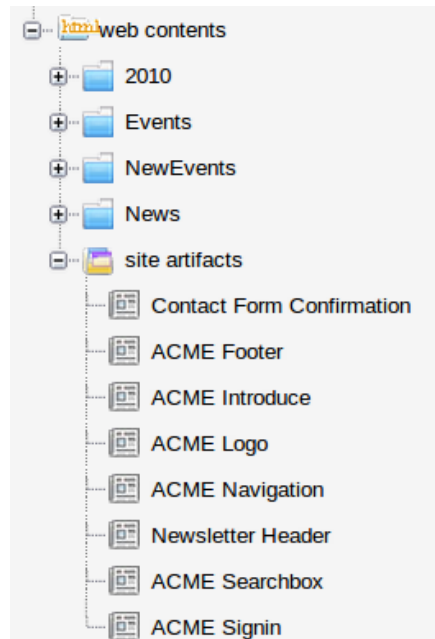 html web contents
2010
Events
NewEvents
News
site artifacts
Contact Form Confirmation
ACME Footer
ACME Introduce
ACME Logo
ACME Navigation
Newsletter Header
ACME Searchbox
ACME Signin